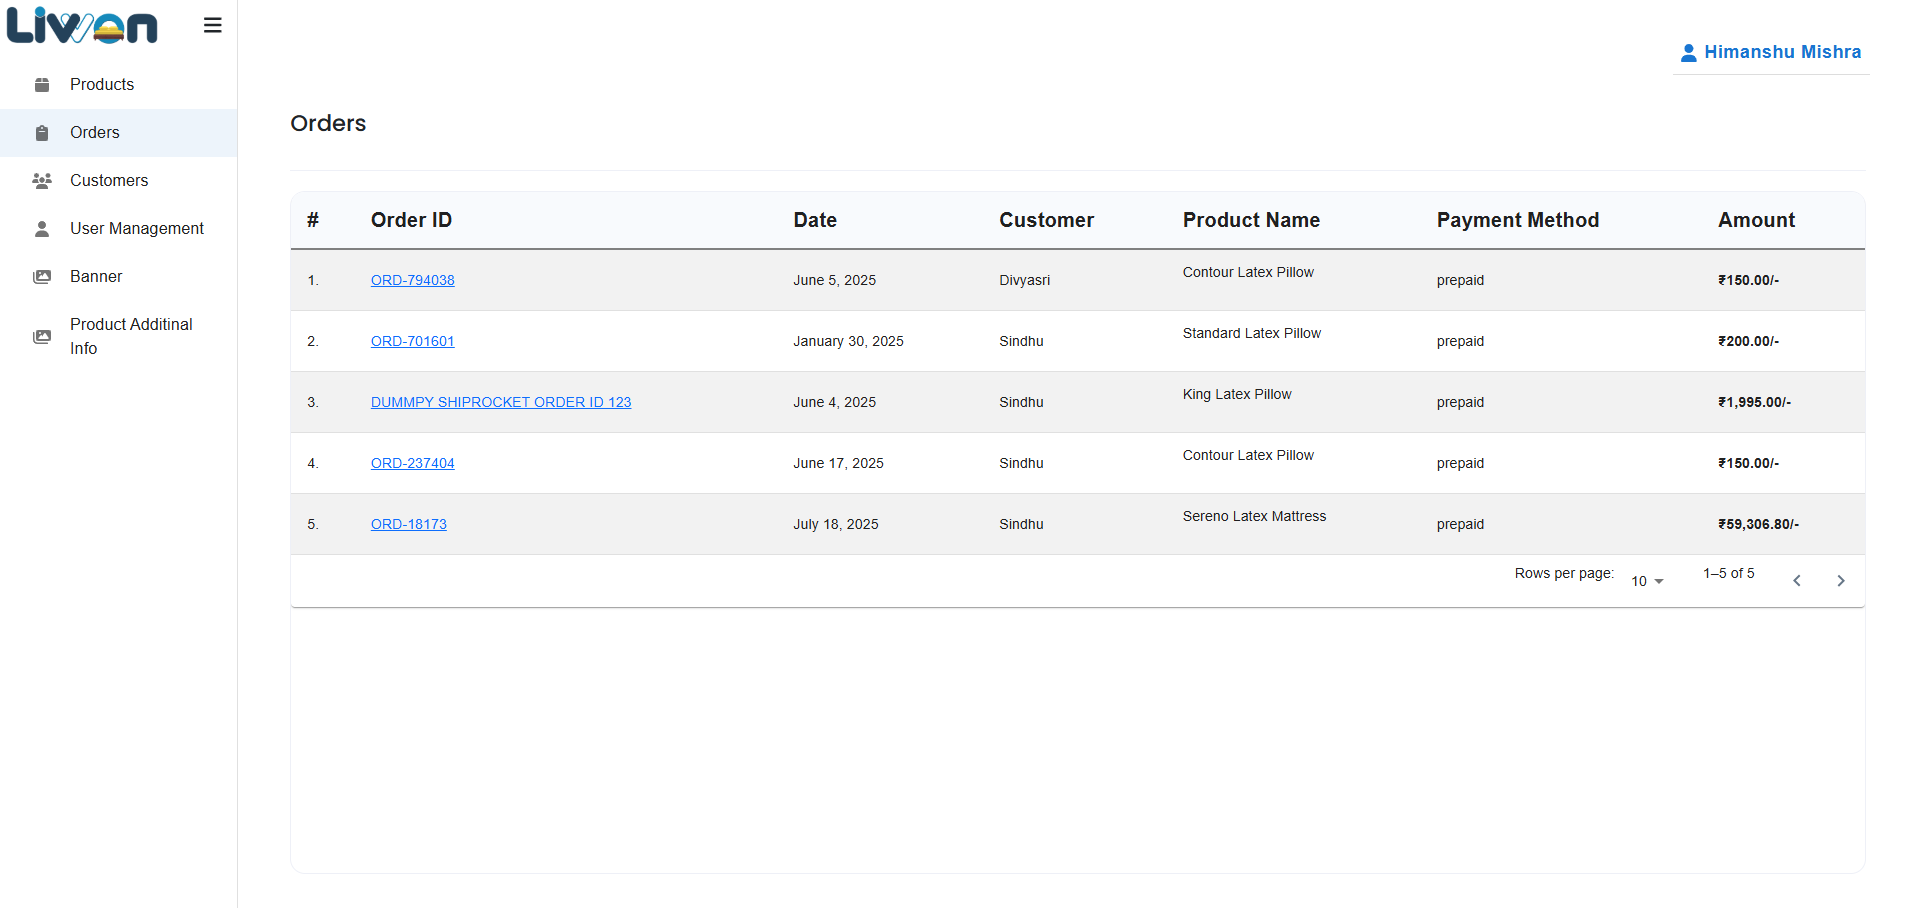 Liwon
Himanshu Mishra
Products
Orders
Customers
User Management
Banner
Product Additinal
Info
Orders
# Order ID Date Customer Product Name Payment Method Amount
1. ORD-794038 June 5, 2025 Divyasri Contour Latex Pillow prepaid ₹150.00/-
2. ORD-701601 January 30, 2025 Sindhu Standard Latex Pillow prepaid ₹200.00/-
3. DUMMPY SHIPROCKET ORDER ID 123 June 4, 2025 Sindhu King Latex Pillow prepaid ₹1,995.00/-
4. ORD-237404 June 17, 2025 Sindhu Contour Latex Pillow prepaid ₹150.00/-
5. ORD-18173 July 18, 2025 Sindhu Sereno Latex Mattress prepaid ₹59,306.80/-
Rows per page: 10 1–5 of 5